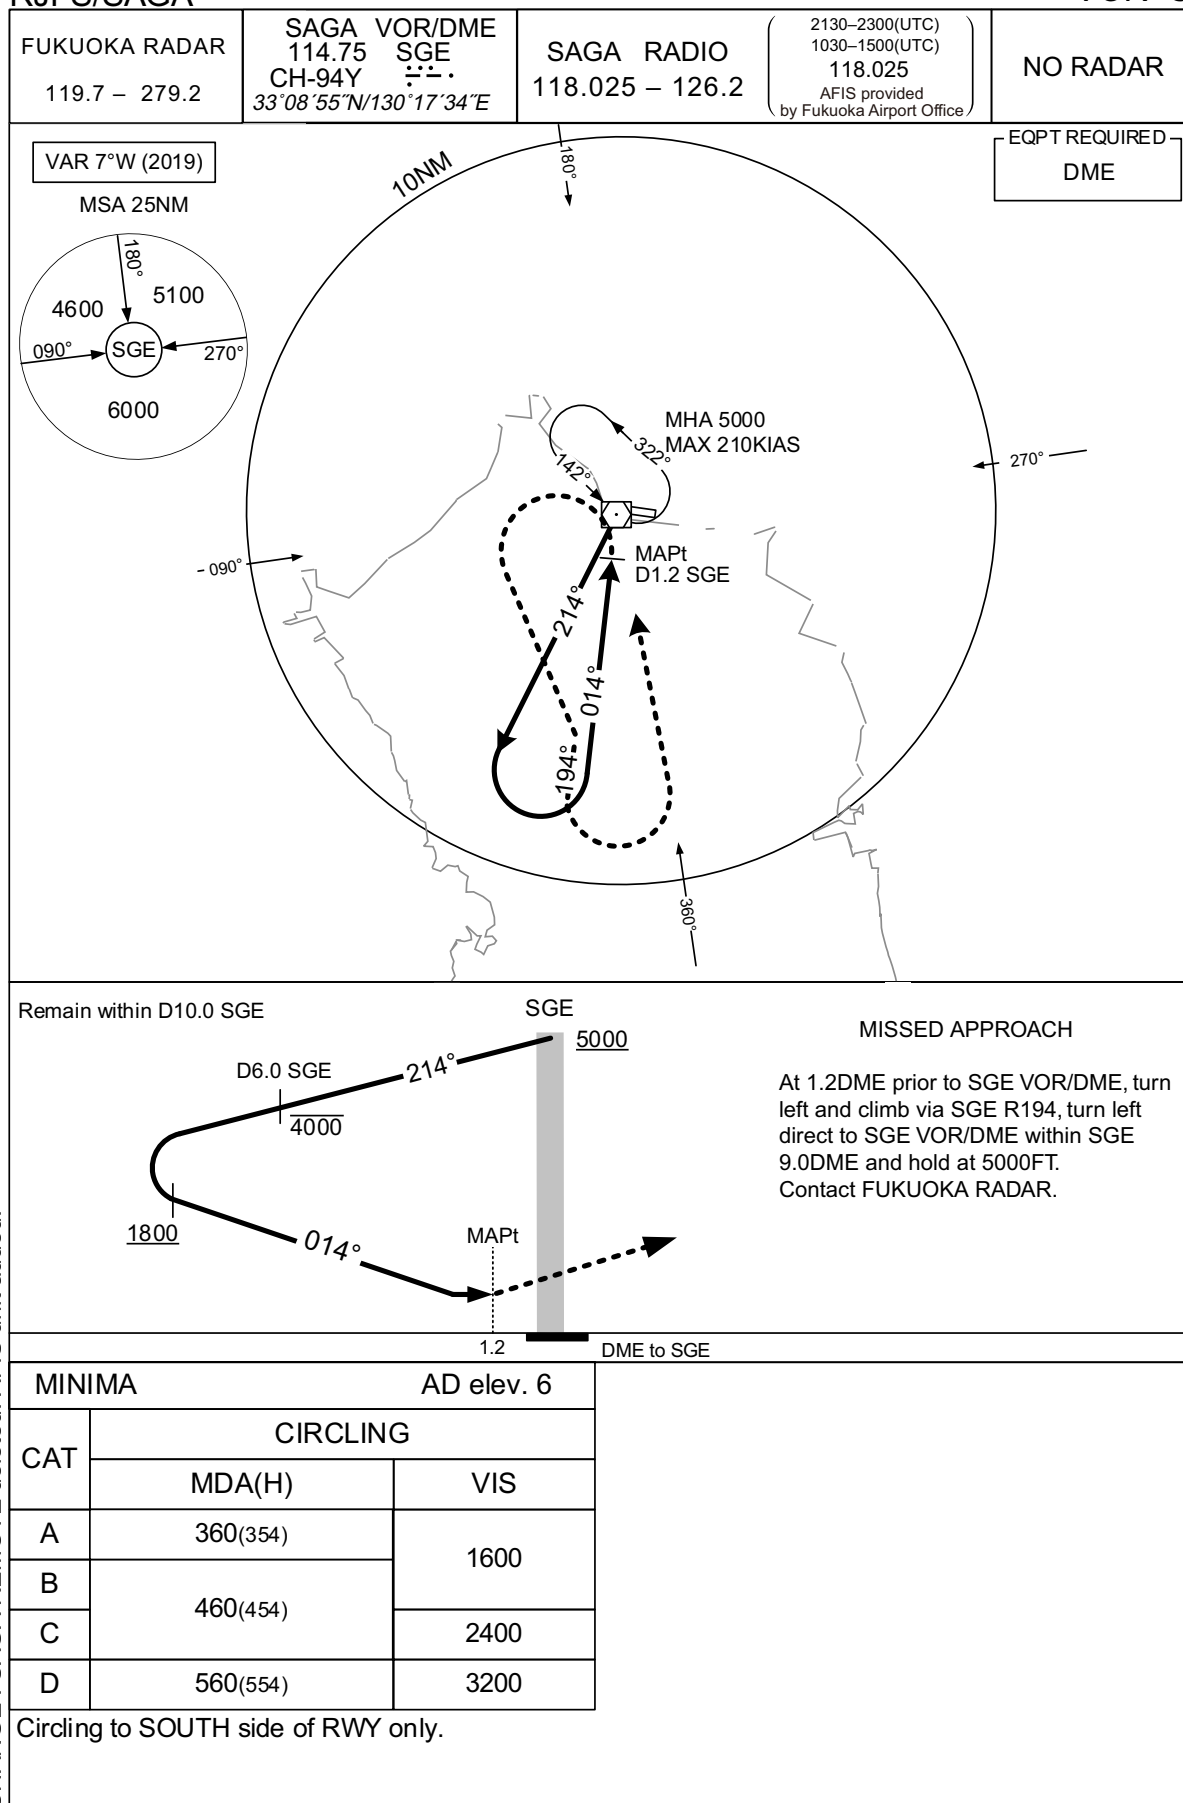 RJFS/SAGA
FUKUOKA RADAR
119.7 – 279.2
SAGA VOR/DME
114.75 SGE
CH-94Y
33°08′55″N/130°17′34″E
SAGA RADIO
118.025 – 126.2
2130–2300(UTC)
1030–1500(UTC)
118.025
AFIS provided
by Fukuoka Airport Office
NO RADAR
VAR 7°W (2019)
MSA 25NM
180°
4600
5100
090°
SGE
270°
6000
10NM
180°
EQPT REQUIRED
DME
MHA 5000
MAX 210KIAS
322°
142°
270°
090°
MAPt
D1.2 SGE
214°
014°
194°
360°
Remain within D10.0 SGE
SGE
5000
D6.0 SGE
214°
4000
1800
014°
MAPt
1.2
DME to SGE
MISSED APPROACH
At 1.2DME prior to SGE VOR/DME, turn
left and climb via SGE R194, turn left
direct to SGE VOR/DME within SGE
9.0DME and hold at 5000FT.
Contact FUKUOKA RADAR.
MINIMA AD elev. 6
CAT
CIRCLING
MDA(H) VIS
A 360(354) 1600
B 460(454)
C 2400
D 560(554) 3200
Circling to SOUTH side of RWY only.